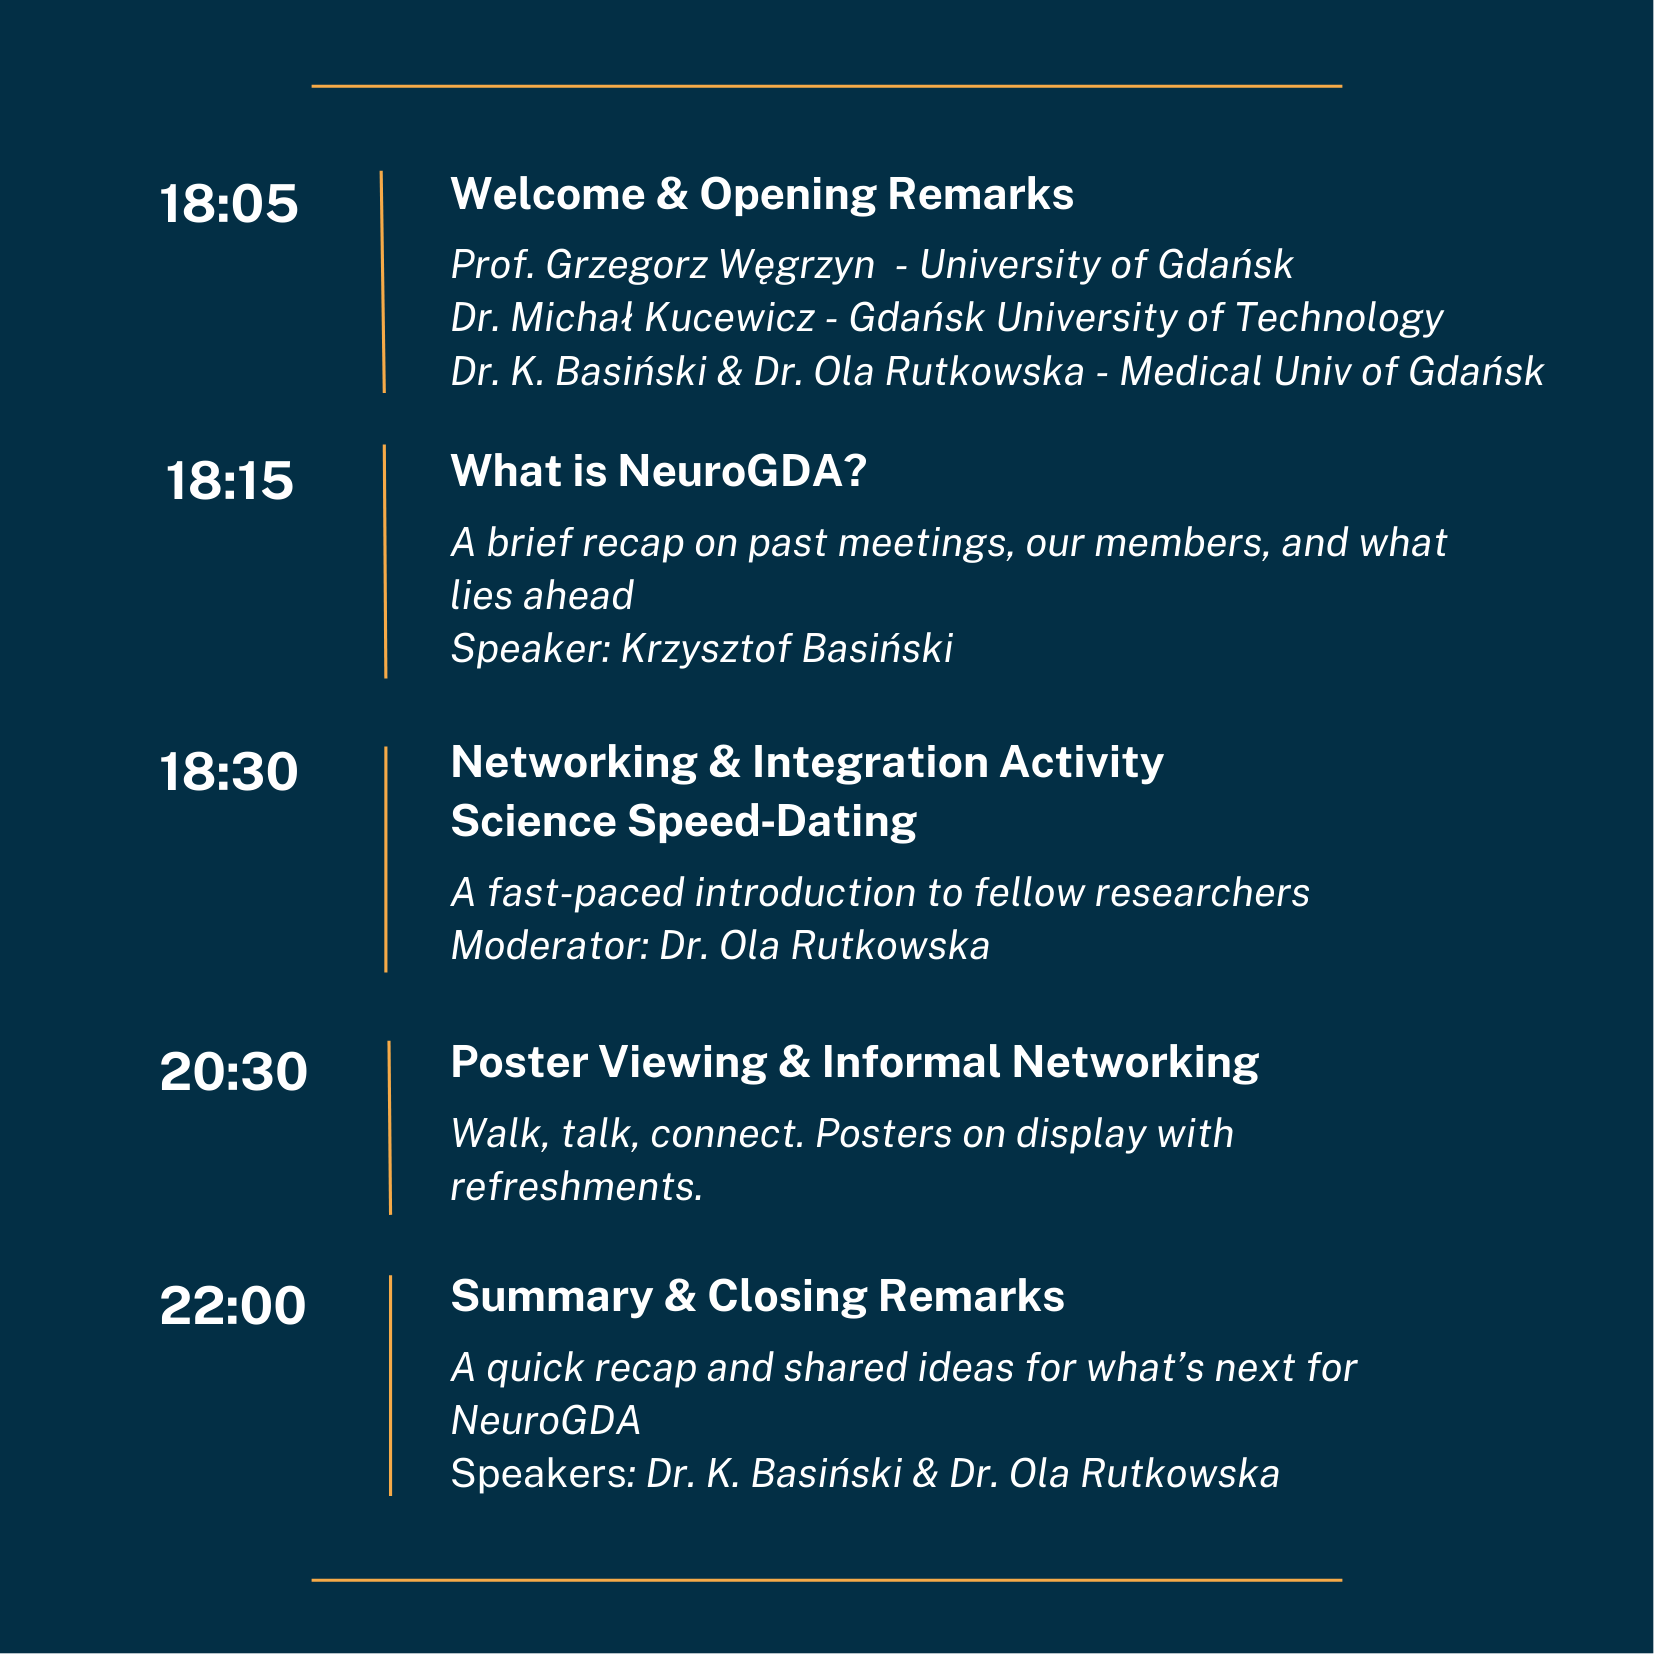 18:05
Welcome & Opening Remarks
Prof. Grzegorz Węgrzyn - University of Gdańsk
Dr. Michał Kucewicz - Gdańsk University of Technology
Dr. K. Basiński & Dr. Ola Rutkowska - Medical Univ of Gdańsk
18:15
What is NeuroGDA?
A brief recap on past meetings, our members, and what
lies ahead
Speaker: Krzysztof Basiński
18:30
Networking & Integration Activity
Science Speed-Dating
A fast-paced introduction to fellow researchers
Moderator: Dr. Ola Rutkowska
20:30
Poster Viewing & Informal Networking
Walk, talk, connect. Posters on display with
refreshments.
22:00
Summary & Closing Remarks
A quick recap and shared ideas for what’s next for
NeuroGDA
Speakers: Dr. K. Basiński & Dr. Ola Rutkowska